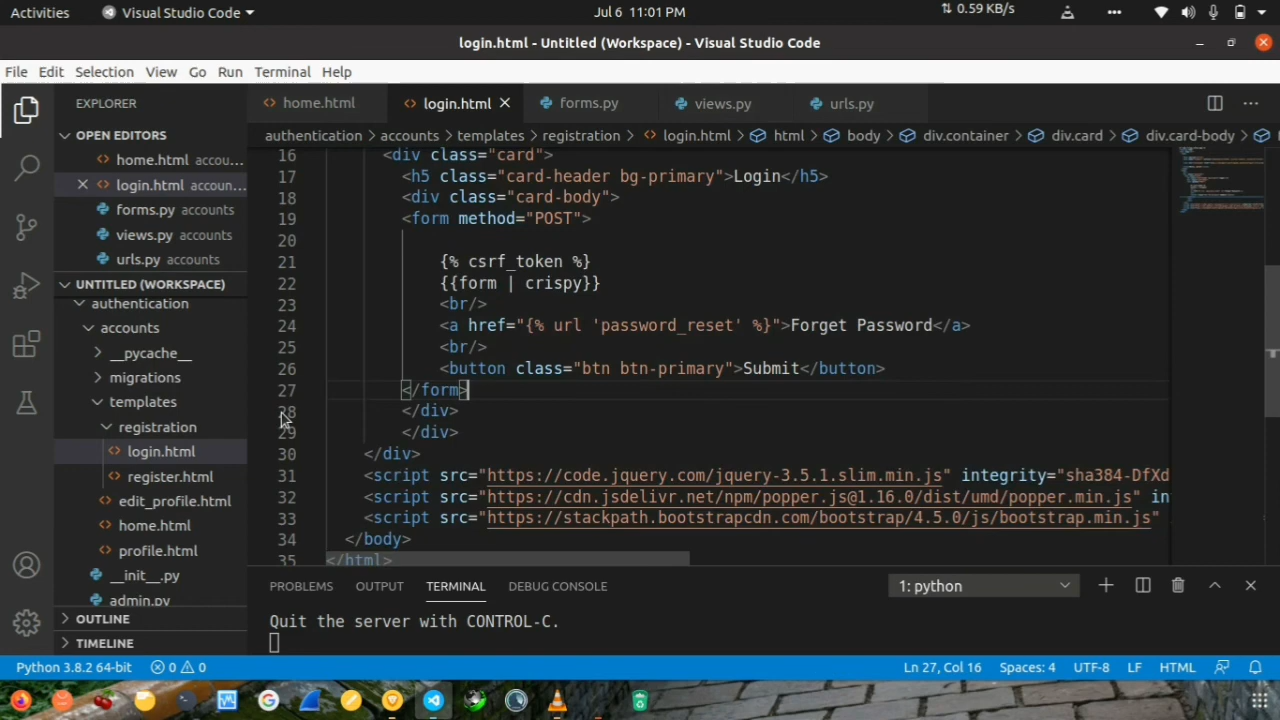 Activities Visual Studio Code Jul 6 11:01 PM 0.59 KB/s
login.html - Untitled (Workspace) - Visual Studio Code
File Edit Selection View Go Run Terminal Help
EXPLORER
home.html login.html forms.py views.py urls.py
authentication > accounts > templates > registration > login.html > html > body > div.container > div.card > div.card-body >
OPEN EDITORS
home.html accou...
login.html accoun...
forms.py accounts
views.py accounts
urls.py accounts
UNTITLED (WORKSPACE)
authentication
accounts
__pycache__
migrations
templates
registration
login.html
register.html
edit_profile.html
home.html
profile.html
__init__.py
admin.py
OUTLINE
TIMELINE
16 <div class="card">
17 <h5 class="card-header bg-primary">Login</h5>
18 <div class="card-body">
19 <form method="POST">
20
21 {% csrf_token %}
22 {{form | crispy}}
23 <br/>
24 <a href="{% url 'password_reset' %}">Forget Password</a>
25 <br/>
26 <button class="btn btn-primary">Submit</button>
27 </form>
28 </div>
29 </div>
30 </div>
31 <script src="https://code.jquery.com/jquery-3.5.1.slim.min.js" integrity="sha384-DfXd
32 <script src="https://cdn.jsdelivr.net/npm/popper.js@1.16.0/dist/umd/popper.min.js" in
33 <script src="https://stackpath.bootstrapcdn.com/bootstrap/4.5.0/js/bootstrap.min.js"
34 </body>
35 </html>
PROBLEMS OUTPUT TERMINAL DEBUG CONSOLE 1: python
Quit the server with CONTROL-C.
Python 3.8.2 64-bit 0 0 Ln 27, Col 16 Spaces: 4 UTF-8 LF HTML